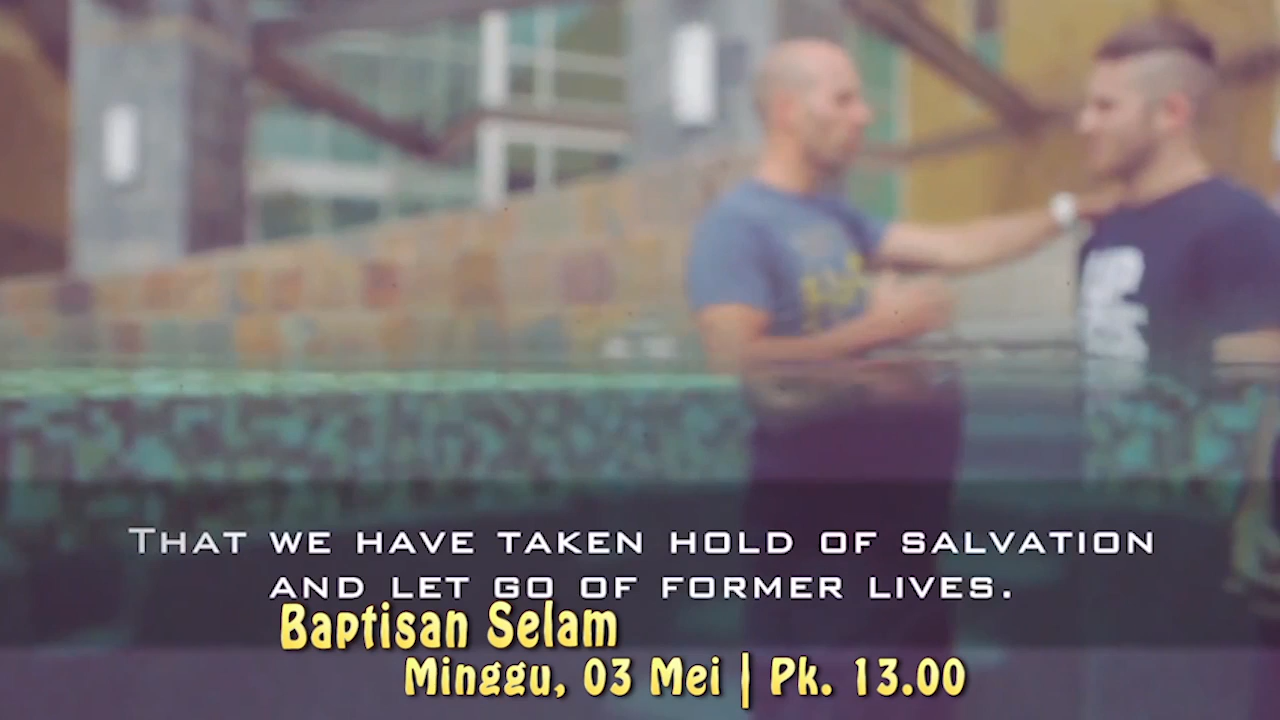 THAT WE HAVE TAKEN HOLD OF SALVATION
AND LET GO OF FORMER LIVES.
Baptisan Selam
Minggu, 03 Mei | Pk. 13.00